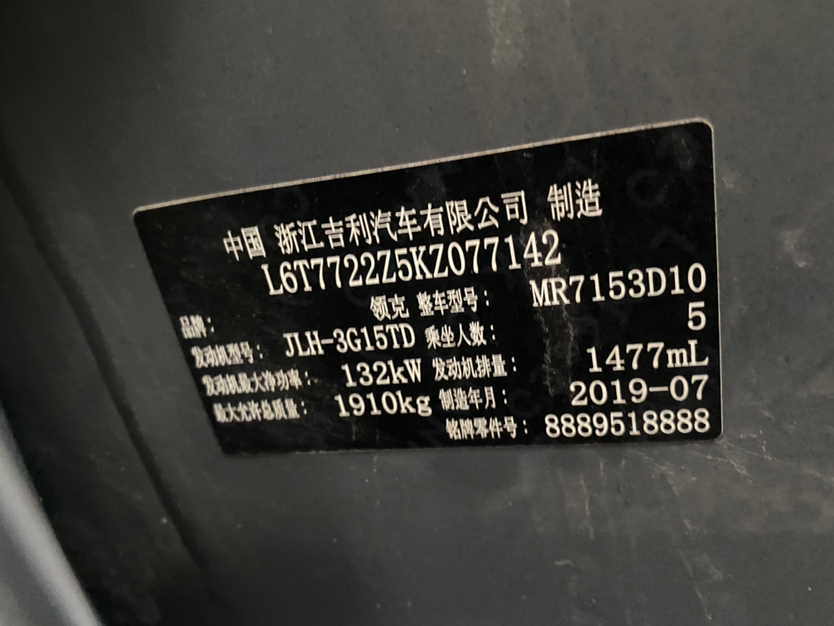 中国 浙江吉利汽车有限公司 制造
L6T7722Z5KZ077142
品牌： 领克 整车型号： MR7153D10
发动机型号： JLH-3G15TD 乘坐人数： 5
发动机最大净功率： 132kW 发动机排量： 1477mL
最大允许总质量： 1910kg 制造年月： 2019-07
铭牌零件号： 8889518888